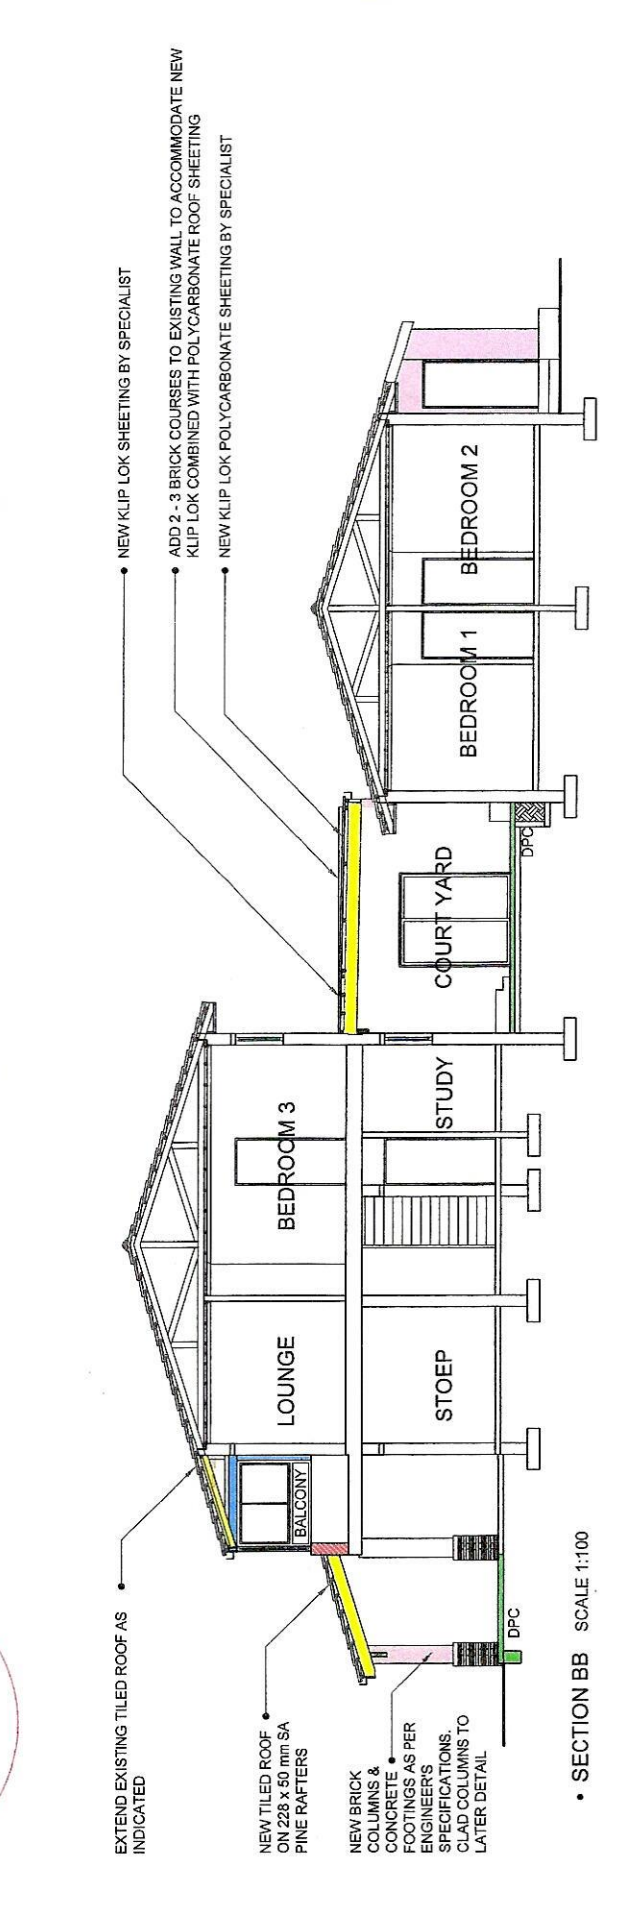 EXTEND EXISTING TILED ROOF AS
INDICATED
NEW TILED ROOF
ON 228 x 50 mm SA
PINE RAFTERS
NEW BRICK
COLUMNS &
CONCRETE
FOOTINGS AS PER
ENGINEER'S
SPECIFICATIONS.
CLAD COLUMNS TO
LATER DETAIL
NEW KLIP LOK SHEETING BY SPECIALIST
ADD 2 - 3 BRICK COURSES TO EXISTING WALL TO ACCOMMODATE NEW
KLIP LOK COMBINED WITH POLYCARBONATE ROOF SHEETING
NEW KLIP LOK POLYCARBONATE SHEETING BY SPECIALIST
BALCONY
LOUNGE
BEDROOM 3
STOEP
STUDY
COURT YARD
BEDROOM 1
BEDROOM 2
DPC
DPC
• SECTION BB SCALE 1:100